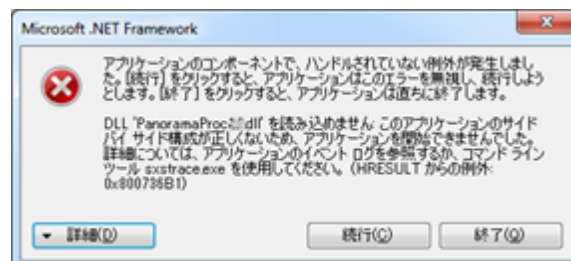 Microsoft .NET Framework
アプリケーションのコンポーネントで、ハンドルされていない例外が発生しまし
た。[続行] をクリックすると、アプリケーションはこのエラーを無視し、続行しよう
とします。[終了] をクリックすると、アプリケーションは直ちに終了します。
DLL 'PanoramaProc dll' を読み込めません: このアプリケーションのサイド
バイ サイド構成が正しくないため、アプリケーションを開始できませんでした。
詳細については、アプリケーションのイベント ログを参照するか、コマンド ライン
ツール sxstrace.exe を使用してください。 (HRESULT からの例外:
0x800736B1)
詳細(D)
続行(C)
終了(Q)